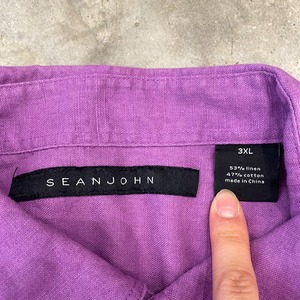 SEANJOHN
3XL
53% linen
47% cotton
made in China